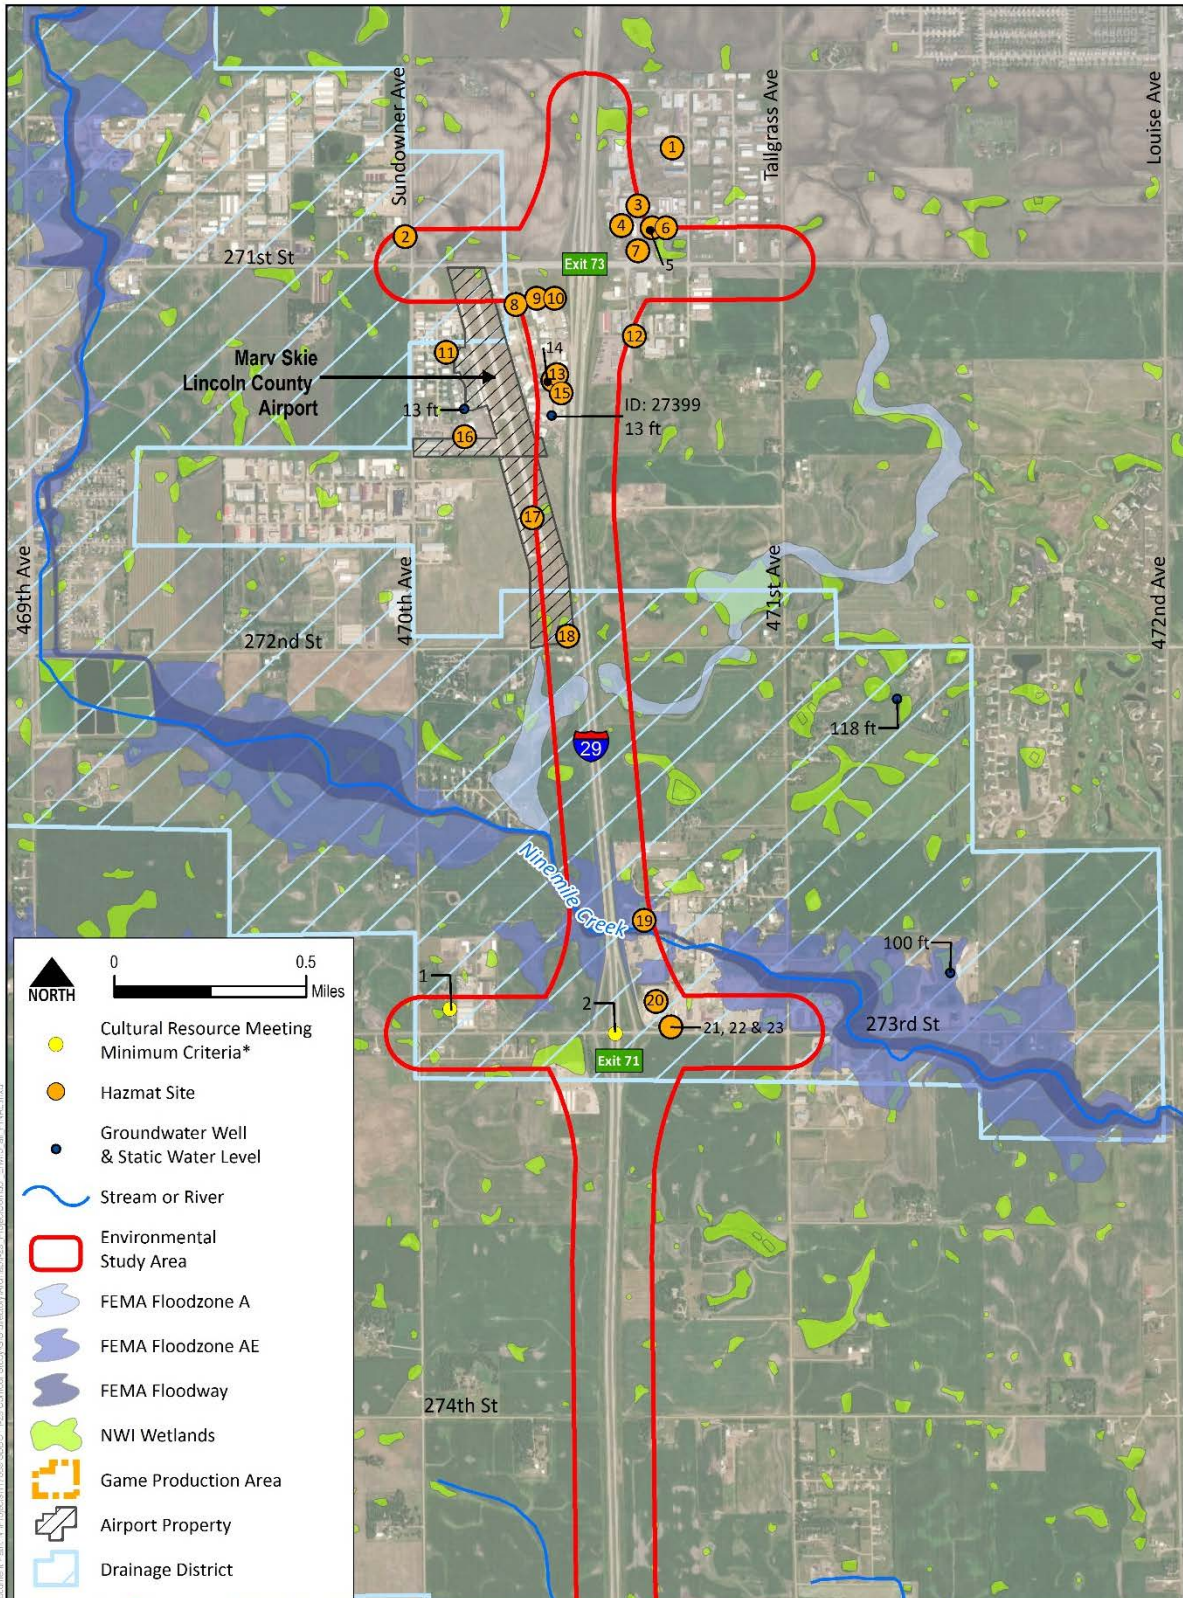 Sundowner Ave
Tallgrass Ave
Louise Ave
1
2
3
4
6
7
5
271st St
Exit 73
8
9
10
12
11
14
13
15
Marv Skie
Lincoln County
Airport
13 ft
ID: 27399
13 ft
16
17
469th Ave
470th Ave
471st Ave
472nd Ave
18
272nd St
118 ft
29
Ninemile Creek
19
100 ft
1
2
20
21, 22 & 23
273rd St
Exit 71
274th St
NORTH
0
0.5
Miles
Cultural Resource Meeting
Minimum Criteria*
Hazmat Site
Groundwater Well
& Static Water Level
Stream or River
Environmental
Study Area
FEMA Floodzone A
FEMA Floodzone AE
FEMA Floodway
NWI Wetlands
Game Production Area
Airport Property
Drainage District